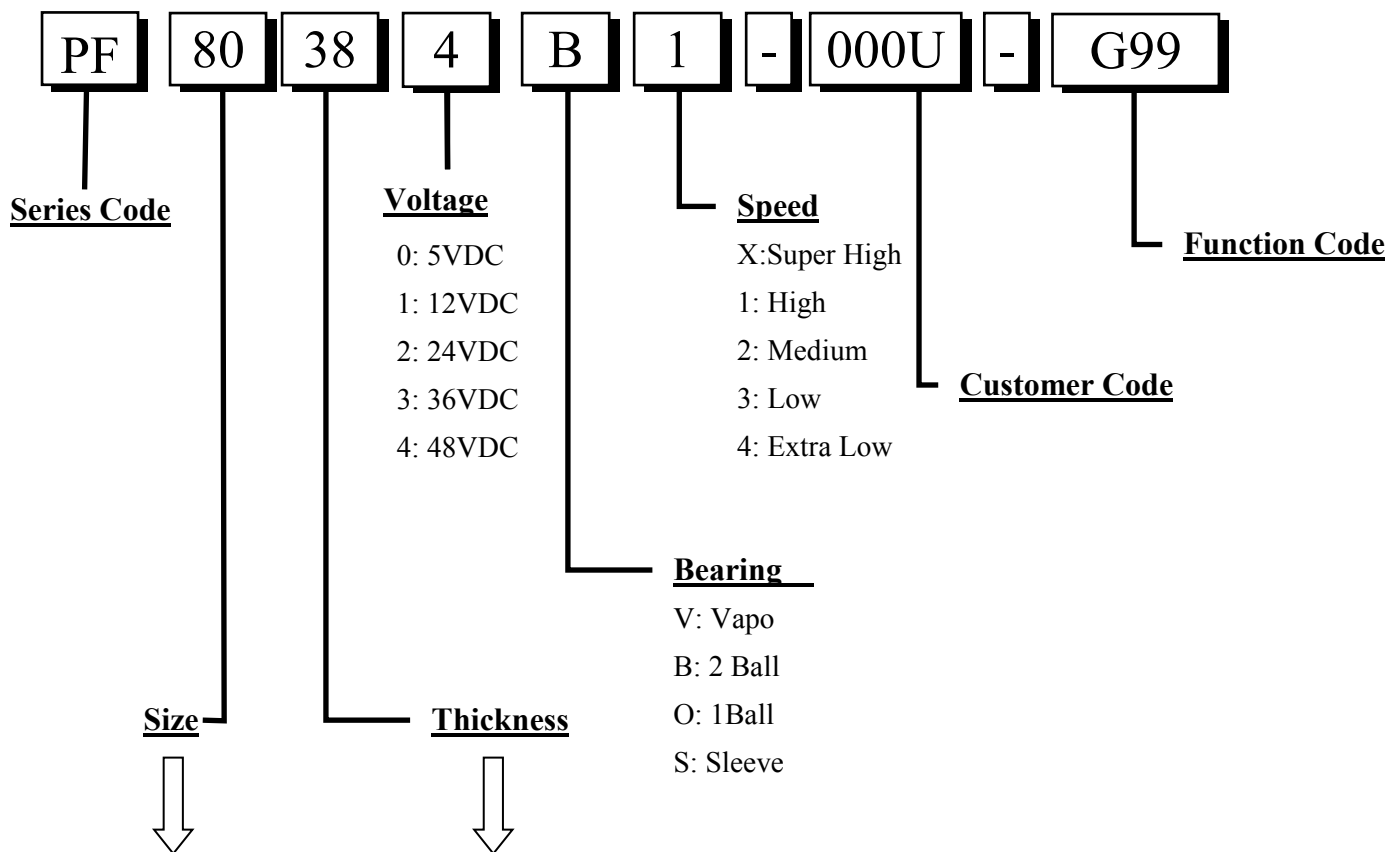 PF 80 38 4 B 1 - 000U - G99
Series Code
Voltage
0: 5VDC
1: 12VDC
2: 24VDC
3: 36VDC
4: 48VDC
Speed
X:Super High
1: High
2: Medium
3: Low
4: Extra Low
Function Code
Customer Code
Bearing
V: Vapo
B: 2 Ball
O: 1Ball
S: Sleeve
Size
Thickness